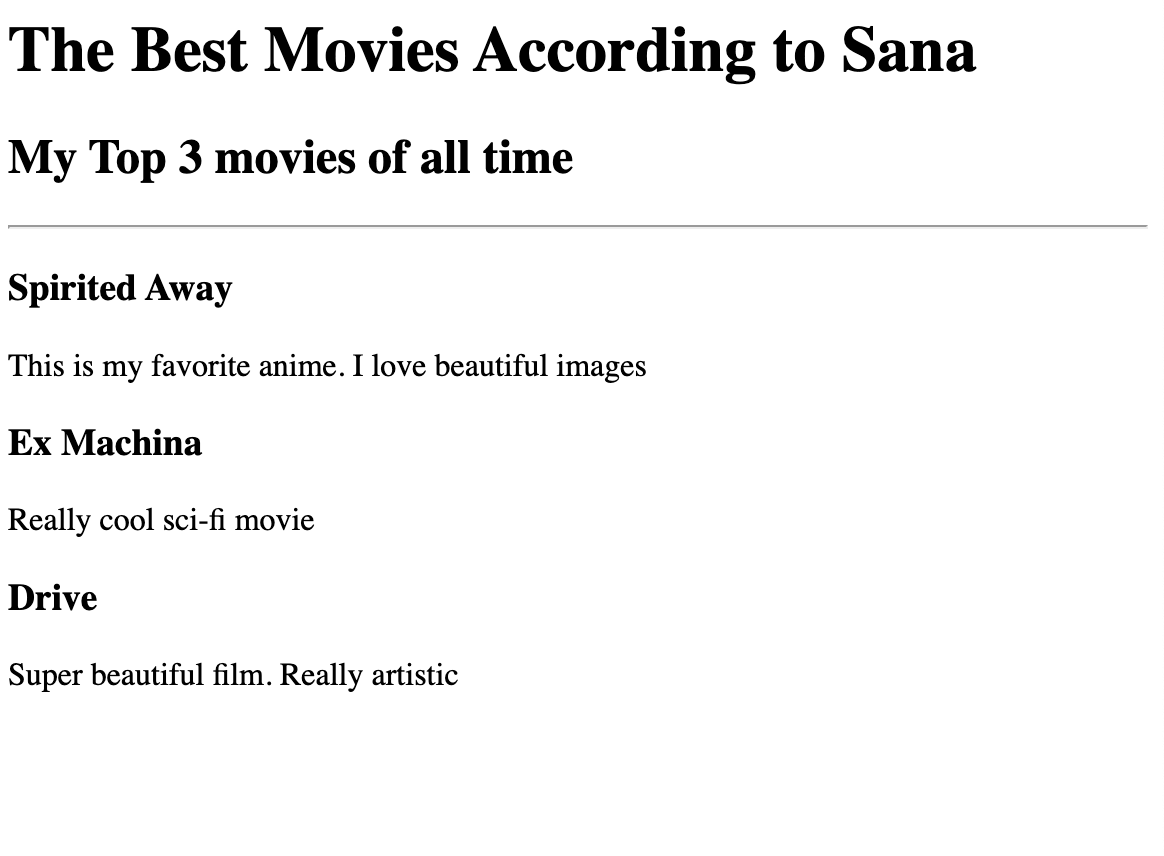 The Best Movies According to Sana
My Top 3 movies of all time
Spirited Away
This is my favorite anime. I love beautiful images
Ex Machina
Really cool sci-fi movie
Drive
Super beautiful film. Really artistic